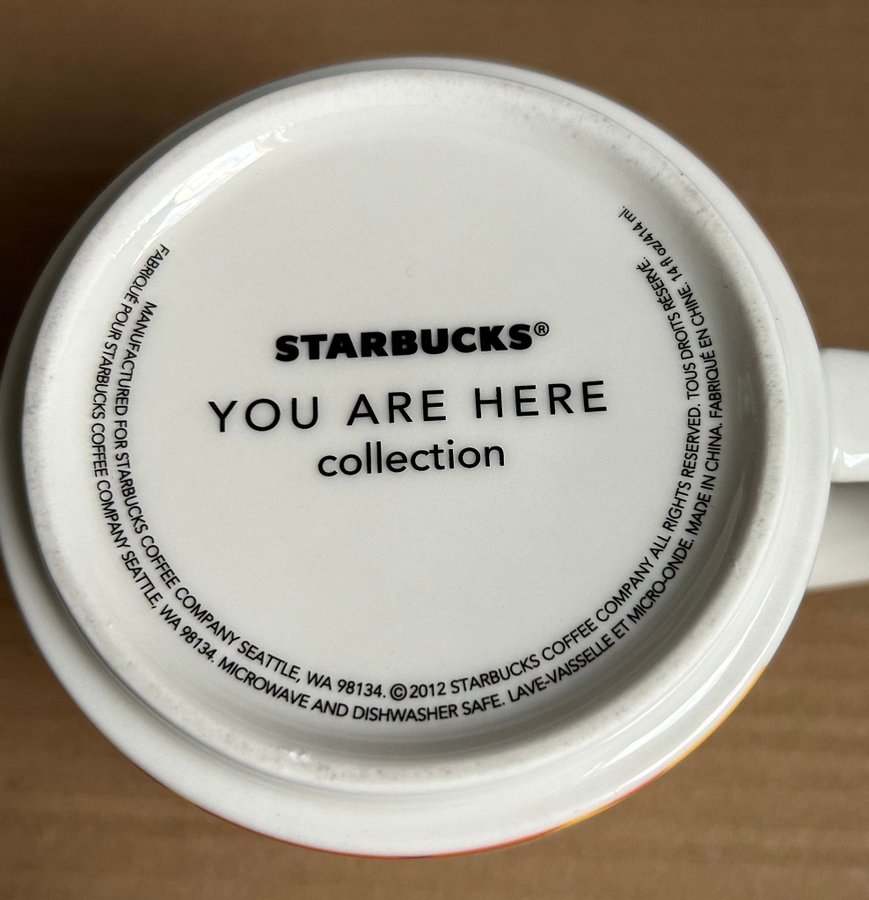 STARBUCKS®
YOU ARE HERE
collection
MANUFACTURED FOR STARBUCKS COFFEE COMPANY SEATTLE, WA 98134. ©2012 STARBUCKS COFFEE COMPANY ALL RIGHTS RESERVED. TOUS DROITS RÉSERVÉ.
FABRIQUÉ POUR STARBUCKS COFFEE COMPANY SEATTLE, WA 98134. MICROWAVE AND DISHWASHER SAFE. LAVE-VAISSELLE ET MICRO-ONDE. MADE IN CHINA. FABRIQUÉ EN CHINE. 14 fl oz/414 ml.